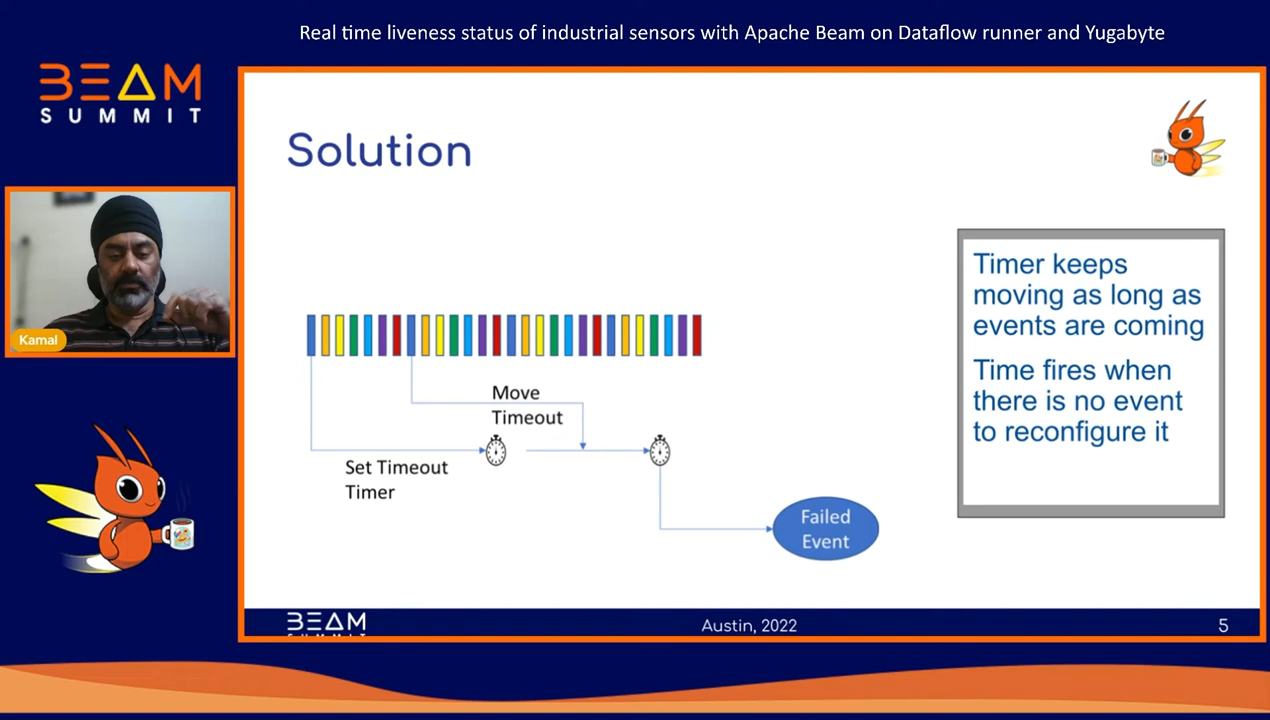 Real time liveness status of industrial sensors with Apache Beam on Dataflow runner and Yugabyte
BEAM
SUMMIT
Kamal
Solution
Move
Timeout
Set Timeout
Timer
Failed
Event
Timer keeps
moving as long as
events are coming
Time fires when
there is no event
to reconfigure it
BEAM
SUMMIT
Austin, 2022
5